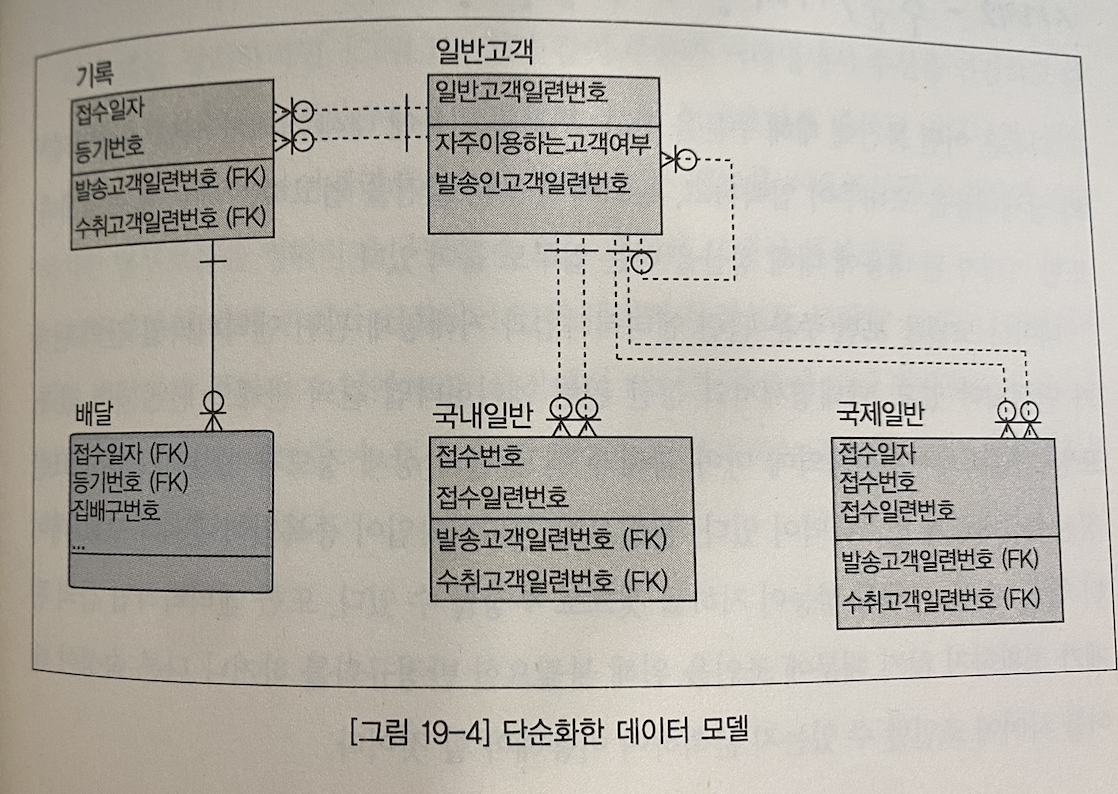 기록
접수일자
등기번호
발송고객일련번호 (FK)
수취고객일련번호 (FK)
일반고객
일반고객일련번호
자주이용하는고객여부
발송인고객일련번호
배달
접수일자 (FK)
등기번호 (FK)
집배구번호
...
국내일반
접수번호
접수일련번호
발송고객일련번호 (FK)
수취고객일련번호 (FK)
국제일반
접수일자
접수번호
접수일련번호
발송고객일련번호 (FK)
수취고객일련번호 (FK)
[그림 19-4] 단순화한 데이터 모델